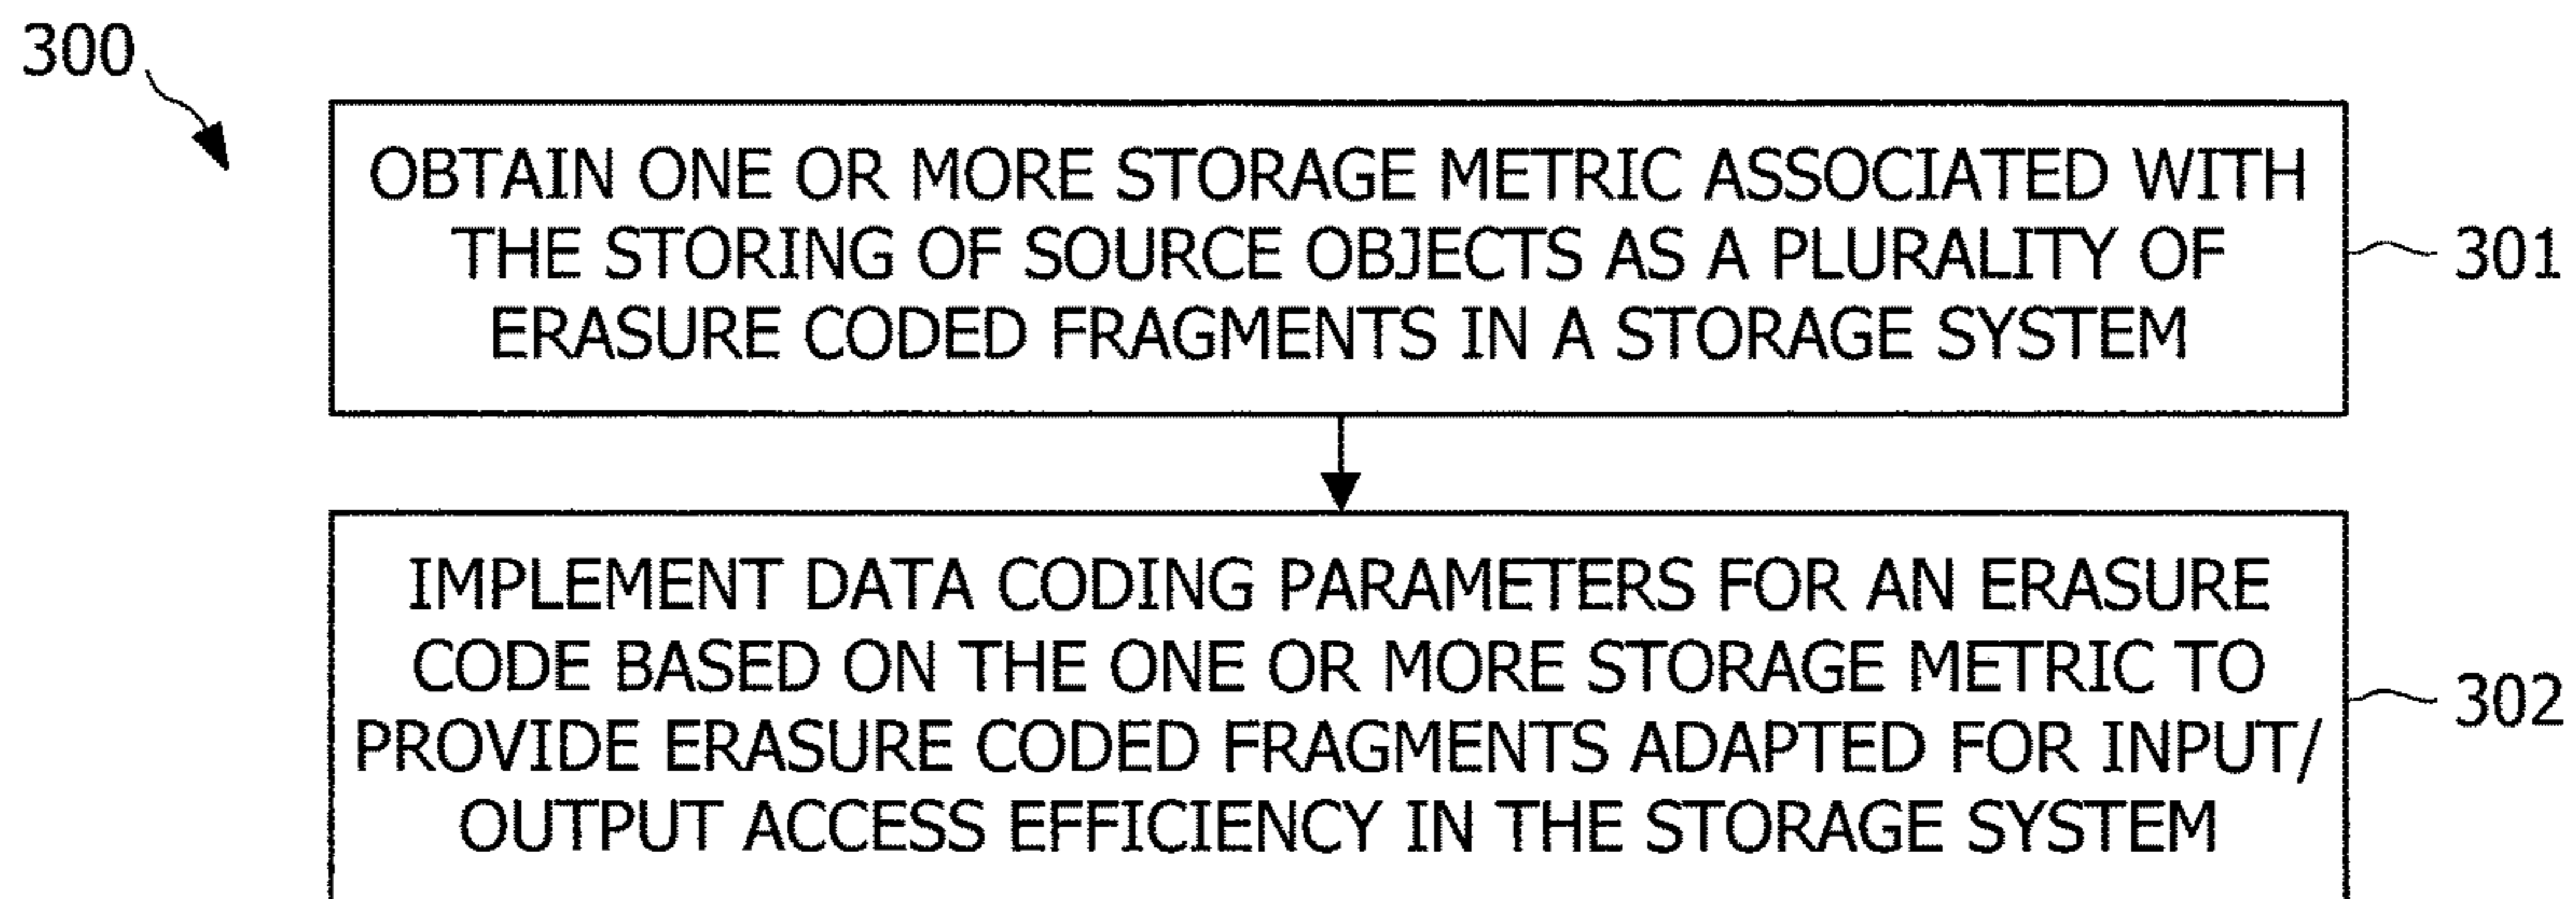 300
OBTAIN ONE OR MORE STORAGE METRIC ASSOCIATED WITH
THE STORING OF SOURCE OBJECTS AS A PLURALITY OF
ERASURE CODED FRAGMENTS IN A STORAGE SYSTEM
301
IMPLEMENT DATA CODING PARAMETERS FOR AN ERASURE
CODE BASED ON THE ONE OR MORE STORAGE METRIC TO
PROVIDE ERASURE CODED FRAGMENTS ADAPTED FOR INPUT/
OUTPUT ACCESS EFFICIENCY IN THE STORAGE SYSTEM
302